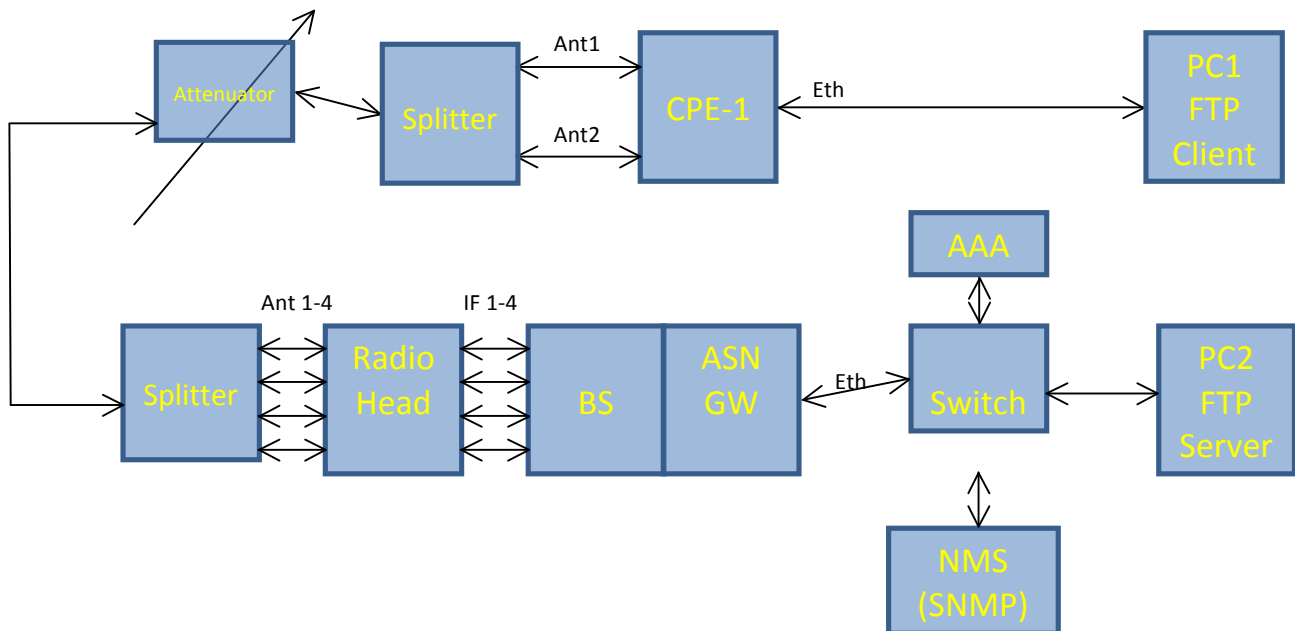 Attenuator
Splitter
Ant1
Ant2
CPE-1
Eth
PC1
FTP
Client
AAA
Ant 1-4
IF 1-4
Splitter
Radio
Head
BS
ASN
GW
Eth
Switch
PC2
FTP
Server
NMS
(SNMP)